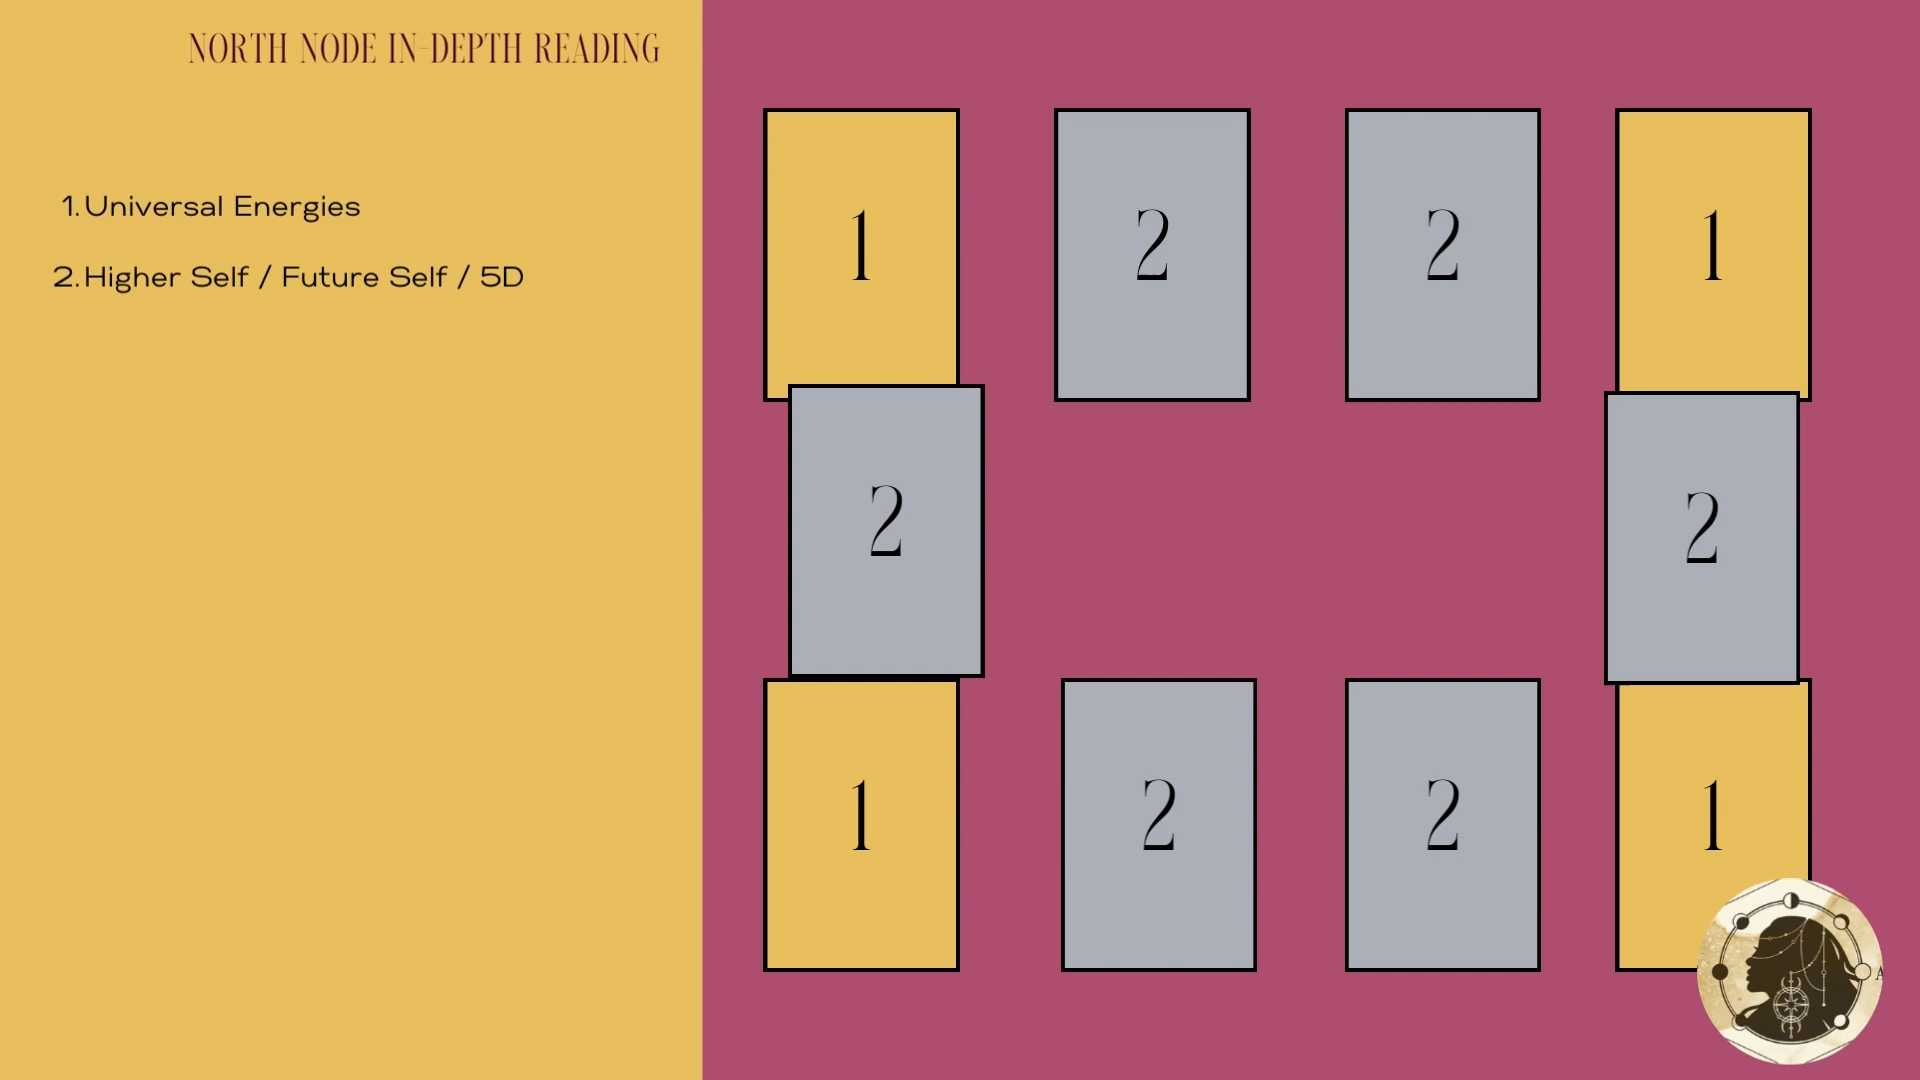 NORTH NODE IN-DEPTH READING
1. Universal Energies
2. Higher Self / Future Self / 5D
1 2 2 1
2 2
1 2 2 1
A